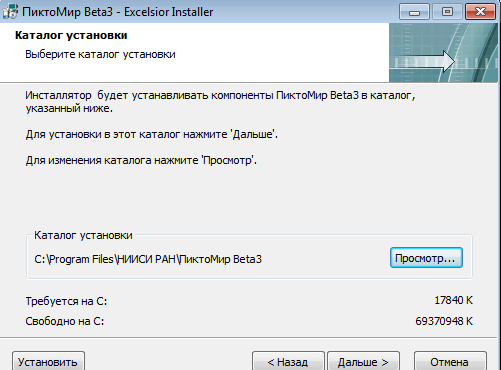 ПиктоМир Beta3 - Excelsior Installer
Каталог установки
Выберите каталог установки
Инсталлятор будет устанавливать компоненты ПиктоМир Beta3 в каталог,
указанный ниже.
Для установки в этот каталог нажмите 'Дальше'.
Для изменения каталога нажмите 'Просмотр'.
Каталог установки
C:\Program Files\НИИСИ РАН\ПиктоМир Beta3
Просмотр...
Требуется на C: 17840 K
Свободно на C: 69370948 K
Установить < Назад Дальше > Отмена